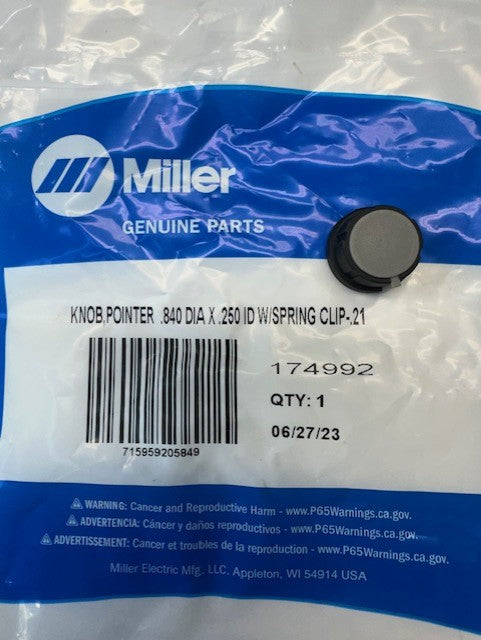 Miller
GENUINE PARTS
KNOB,POINTER .840 DIA X .250 ID W/SPRING CLIP-.21
174992
QTY: 1
715959205849
06/27/23
WARNING: Cancer and Reproductive Harm - www.P65Warnings.ca.gov.
ADVERTENCIA: Cáncer y daños reproductivos - www.P65Warnings.ca.gov.
ADVERTISSEMENT: Cancer et troubles de la reproduction - www.P65Warnings.ca.gov.
Miller Electric Mfg. LLC, Appleton, WI 54914 USA